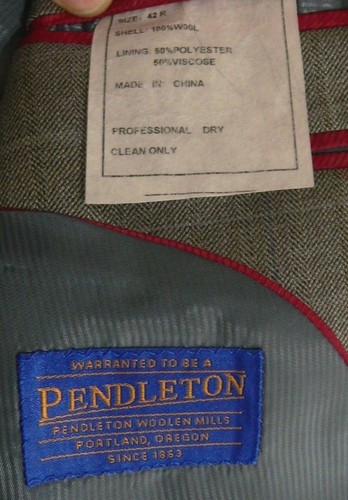 SIZE: 42 R
SHELL: 100%WOOL
LINING: 50%POLYESTER
50%VISCOSE
MADE IN: CHINA
PROFESSIONAL DRY
CLEAN ONLY
WARRANTED TO BE A
PENDLETON
PENDLETON WOOLEN MILLS
PORTLAND, OREGON
SINCE 1863